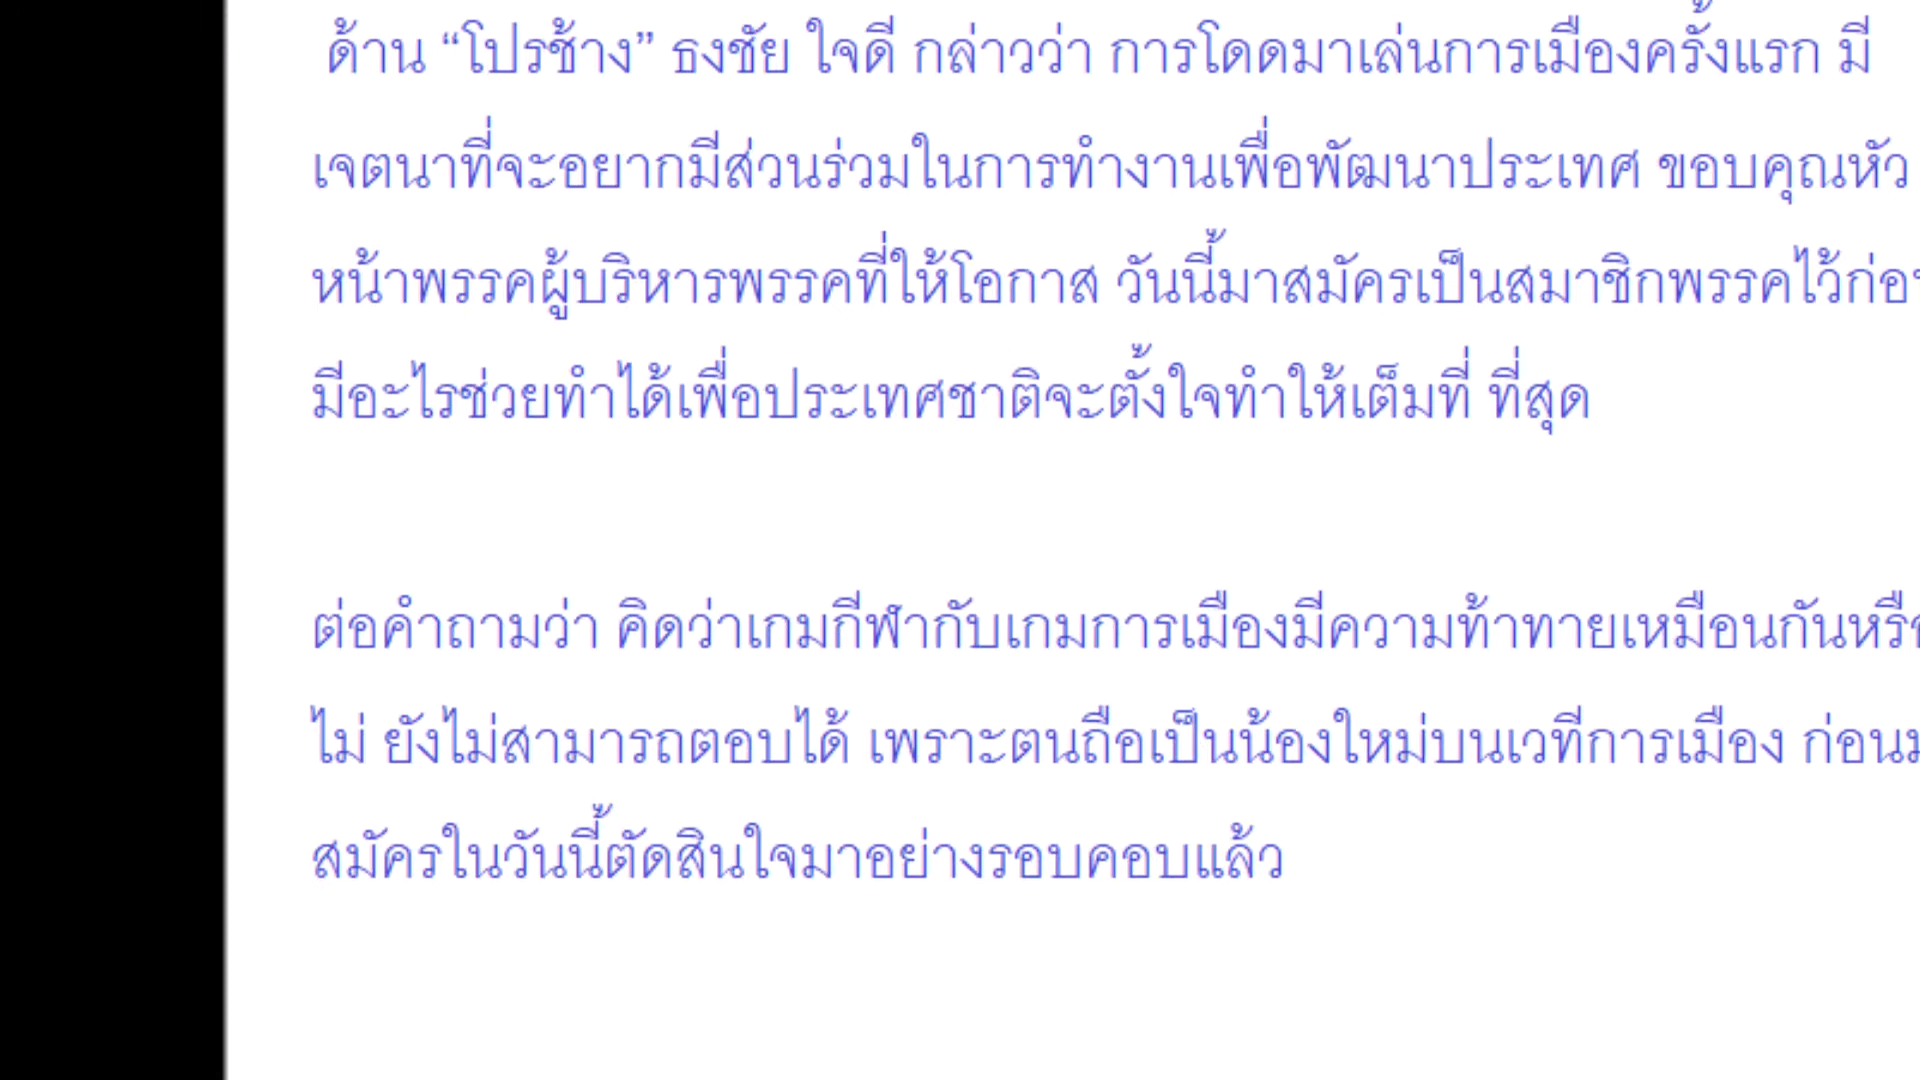 ด้าน “โปรช้าง” ธงชัย ใจดี กล่าวว่า การโดดมาเล่นการเมืองครั้งแรก มี
เจตนาที่จะอยากมีส่วนร่วมในการทำงานเพื่อพัฒนาประเทศ ขอบคุณหัว
หน้าพรรคผู้บริหารพรรคที่ให้โอกาส วันนี้มาสมัครเป็นสมาชิกพรรคไว้ก่อน
มีอะไรช่วยทำได้เพื่อประเทศชาติจะตั้งใจทำให้เต็มที่ ที่สุด
ต่อคำถามว่า คิดว่าเกมกีฬากับเกมการเมืองมีความท้าทายเหมือนกันหรือ
ไม่ ยังไม่สามารถตอบได้ เพราะตนถือเป็นน้องใหม่บนเวทีการเมือง ก่อน
สมัครในวันนี้ตัดสินใจมาอย่างรอบคอบแล้ว